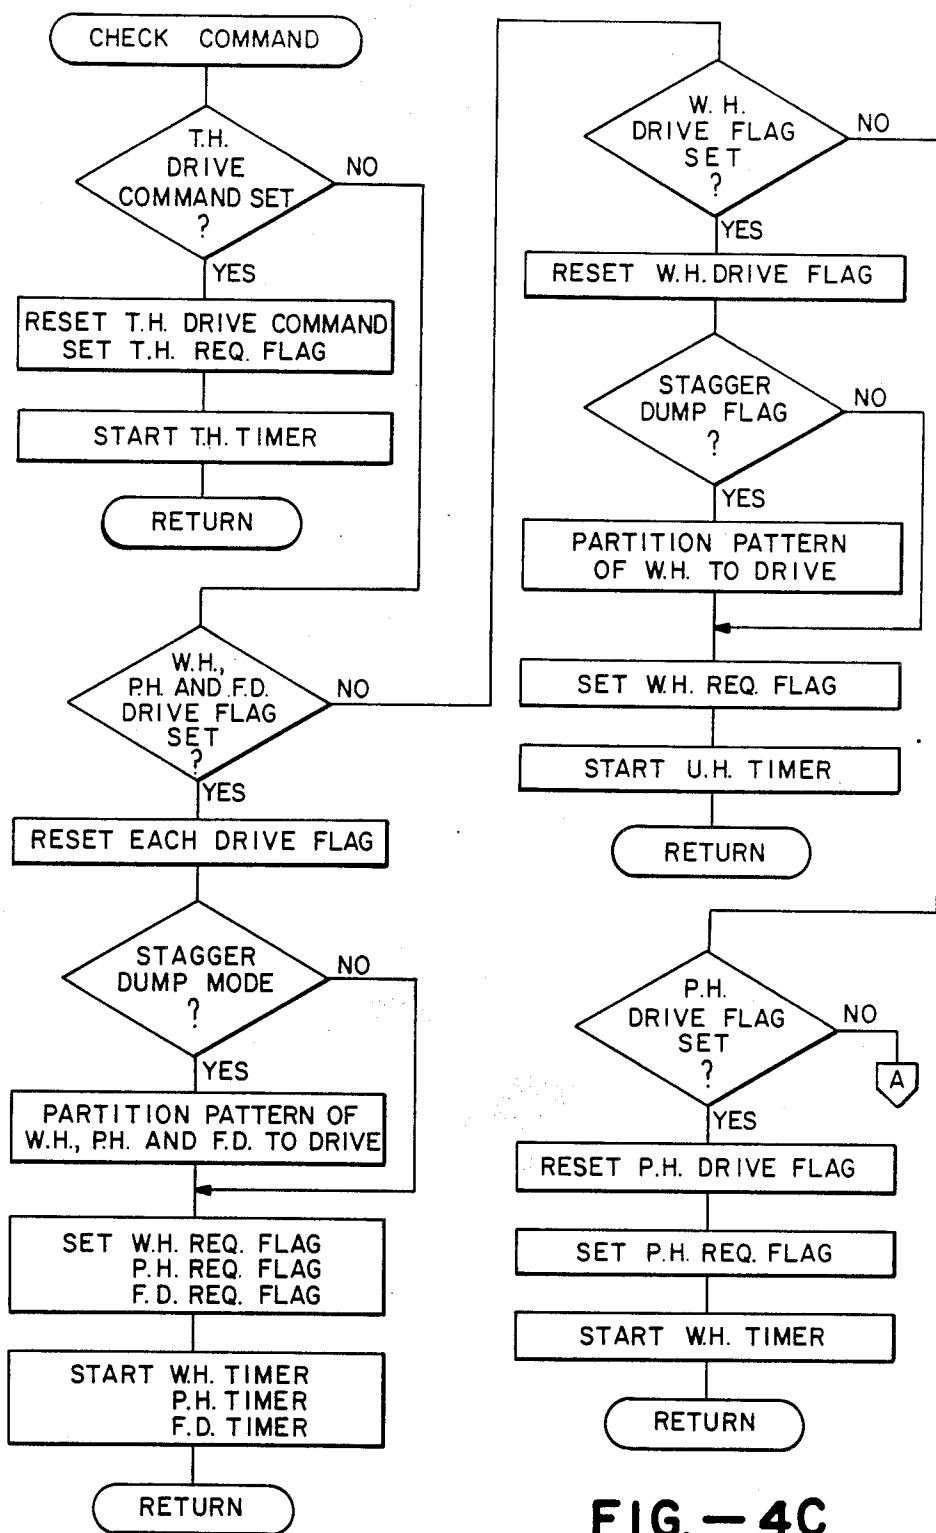 CHECK COMMAND
T.H.
DRIVE
COMMAND SET
?
NO
YES
RESET T.H. DRIVE COMMAND
SET T.H. REQ. FLAG
START T.H. TIMER
RETURN
W.H.,
P.H. AND F.D.
DRIVE FLAG
SET
?
NO
YES
RESET EACH DRIVE FLAG
STAGGER
DUMP MODE
?
NO
YES
PARTITION PATTERN OF
W.H., P.H. AND F.D. TO DRIVE
SET W.H. REQ. FLAG
P.H. REQ. FLAG
F.D. REQ. FLAG
START W.H. TIMER
P.H. TIMER
F.D. TIMER
RETURN
W. H.
DRIVE FLAG
SET
?
NO
YES
RESET W.H. DRIVE FLAG
STAGGER
DUMP FLAG
?
NO
YES
PARTITION PATTERN
OF W.H. TO DRIVE
SET W.H. REQ. FLAG
START U.H. TIMER
RETURN
P.H.
DRIVE FLAG
SET
?
NO
A
YES
RESET P.H. DRIVE FLAG
SET P.H. REQ. FLAG
START W.H. TIMER
RETURN
FIG. — 4C